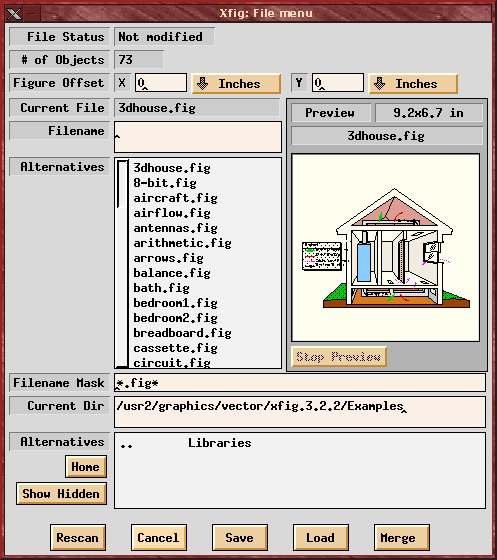 Xfig: File menu
File Status Not modified
# of Objects 73
Figure Offset X 0 Inches Y 0 Inches
Current File 3dhouse.fig
Preview 9.2x6.7 in
Filename
3dhouse.fig
Alternatives
3dhouse.fig
8-bit.fig
aircraft.fig
airflow.fig
antennas.fig
arithmetic.fig
arrows.fig
balance.fig
bath.fig
bedroom1.fig
bedroom2.fig
breadboard.fig
cassette.fig
circuit.fig
Stop Preview
Filename Mask *.fig*
Current Dir /usr2/graphics/vector/xfig.3.2.2/Examples
Alternatives .. Libraries
Home
Show Hidden
Rescan Cancel Save Load Merge